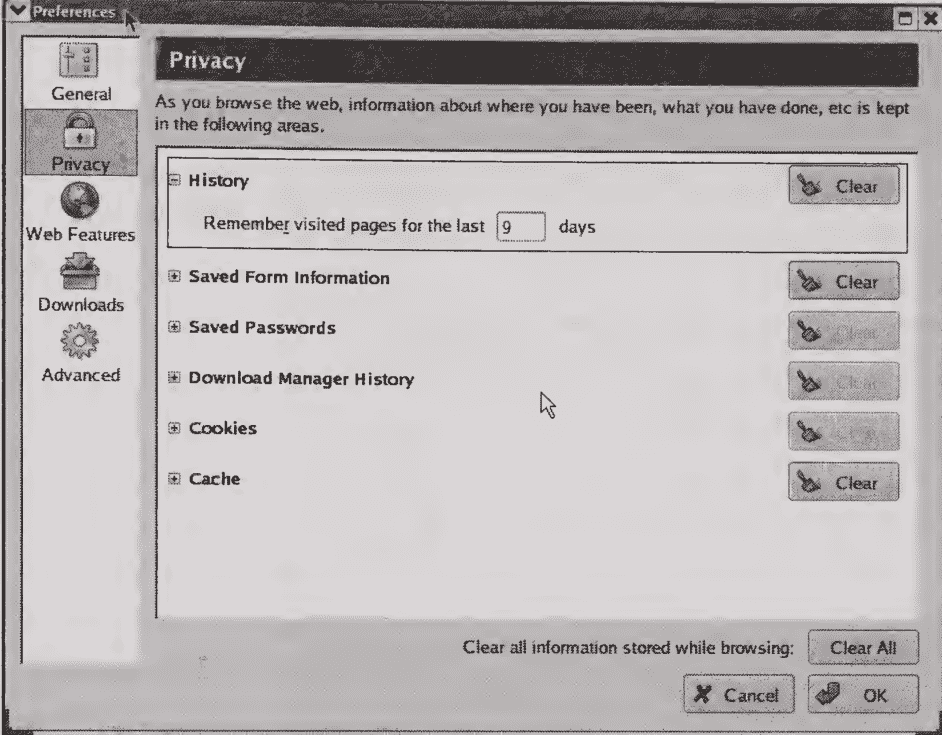 Preferences
General
Privacy
Web Features
Downloads
Advanced
Privacy
As you browse the web, information about where you have been, what you have done, etc is kept
in the following areas.
History
Clear
Remember visited pages for the last 9 days
Saved Form Information
Clear
Saved Passwords
Clear
Download Manager History
Clear
Cookies
Cache
Clear
Clear all information stored while browsing:
Clear All
Cancel
OK